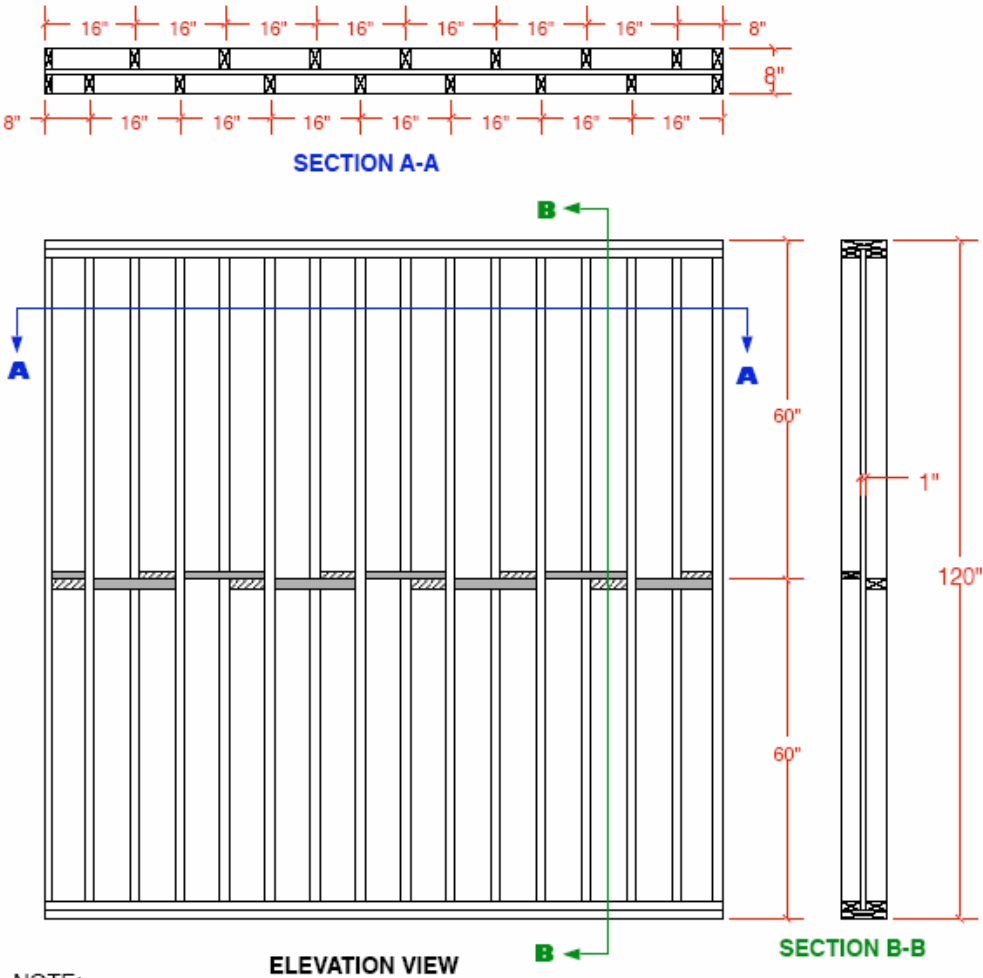 16" 16" 16" 16" 16" 16" 16" 8"
8"
8" 16" 16" 16" 16" 16" 16" 16"
SECTION A-A
B
A A
60"
1"
120"
60"
B
ELEVATION VIEW
SECTION B-B
NOTE: